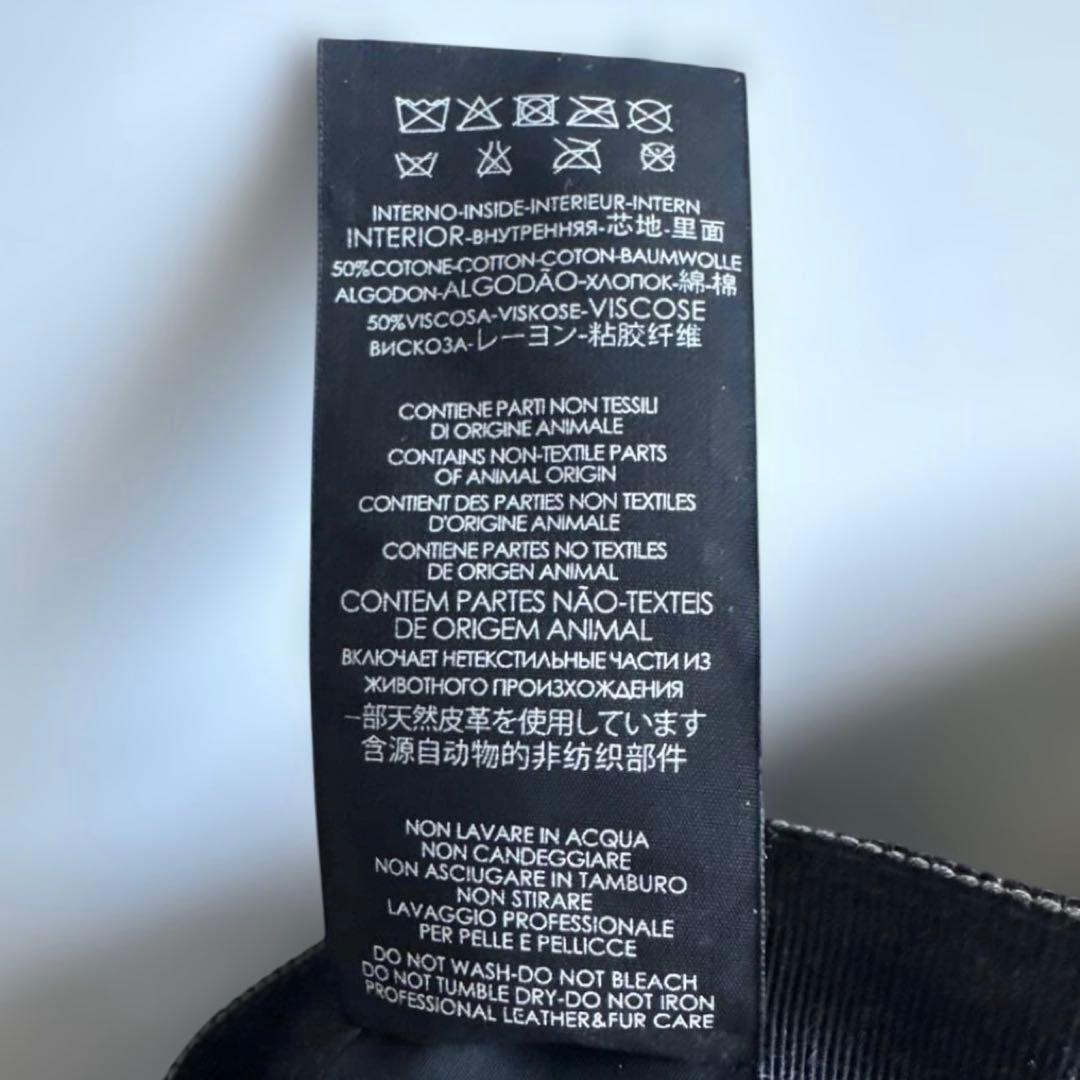 INTERNO-INSIDE-INTERIEUR-INTERN
INTERIOR-ВНУТРЕННЯЯ-芯地-里面
50%COTONE-COTTON-COTON-BAUMWOLLE
ALGODON-ALGODÃO-ХЛОПОК-綿-棉
50%VISCOSA-VISKOSE-VISCOSE
ВИСКОЗА-レーヨン-粘胶纤维
CONTIENE PARTI NON TESSILI
DI ORIGINE ANIMALE
CONTAINS NON-TEXTILE PARTS
OF ANIMAL ORIGIN
CONTIENT DES PARTIES NON TEXTILES
D'ORIGINE ANIMALE
CONTIENE PARTES NO TEXTILES
DE ORIGEN ANIMAL
CONTEM PARTES NÃO-TEXTEIS
DE ORIGEM ANIMAL
ВКЛЮЧАЕТ НЕТЕКСТИЛЬНЫЕ ЧАСТИ ИЗ
ЖИВОТНОГО ПРОИЗХОЖДЕНИЯ
一部天然皮革を使用しています
含源自动物的非纺织部件
NON LAVARE IN ACQUA
NON CANDEGGIARE
NON ASCIUGARE IN TAMBURO
NON STIRARE
LAVAGGIO PROFESSIONALE
PER PELLE E PELLICCE
DO NOT WASH-DO NOT BLEACH
DO NOT TUMBLE DRY-DO NOT IRON
PROFESSIONAL LEATHER&FUR CARE